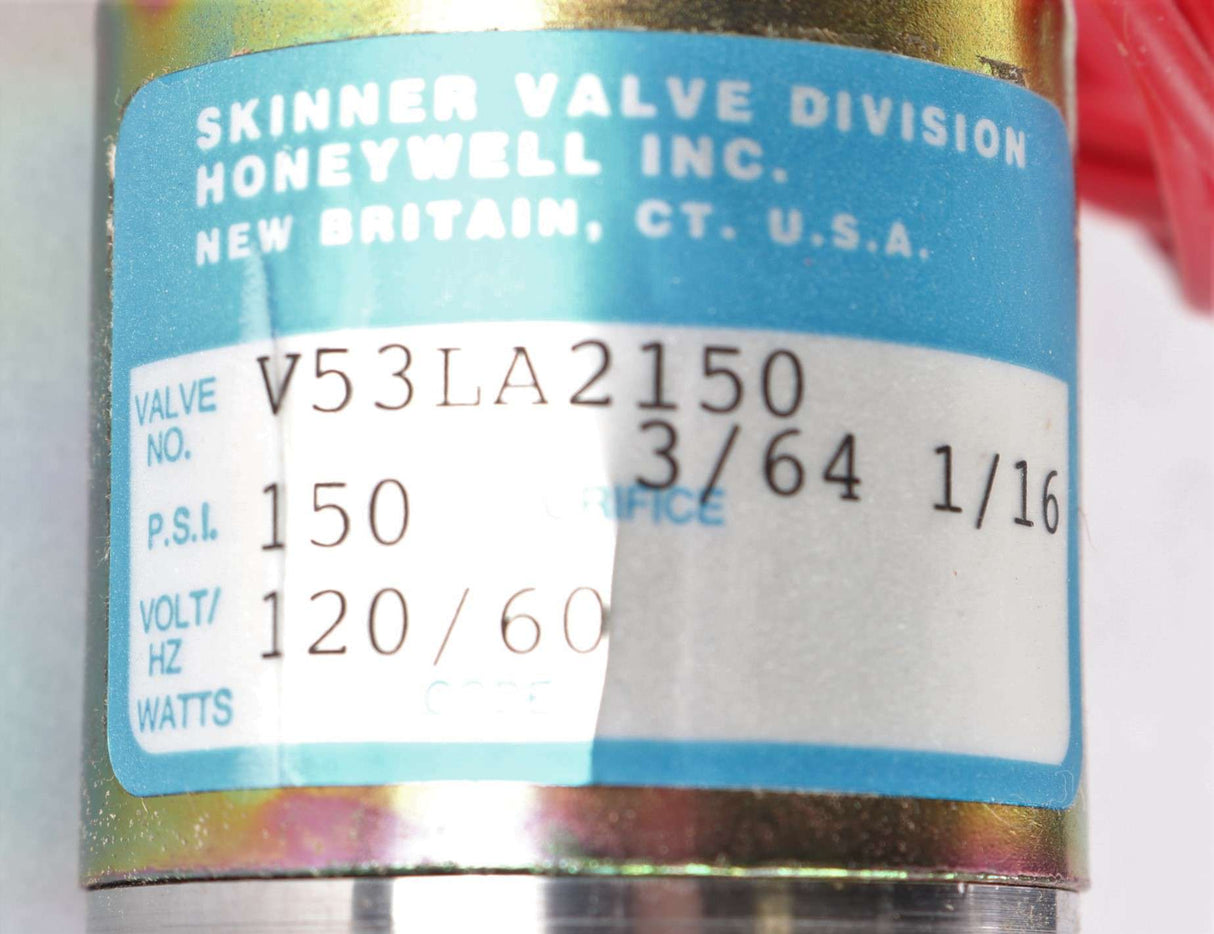 SKINNER VALVE DIVISION
HONEYWELL INC.
NEW BRITAIN, CT. U.S.A.
VALVE NO. V53LA2150
ORIFICE 3/64 1/16
P.S.I. 150
VOLT/HZ 120/60
WATTS
CODE